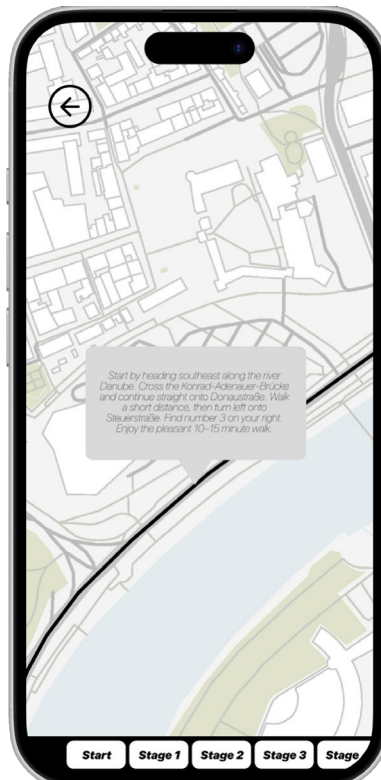 Start by heading southeast along the river
Danube. Cross the Konrad-Adenauer-Brücke
and continue straight onto Donaustraße. Walk
a short distance, then turn left onto
Steuerstraße. Find number 3 on your right.
Enjoy the pleasant 10–15 minute walk.
Start
Stage 1
Stage 2
Stage 3
Stage